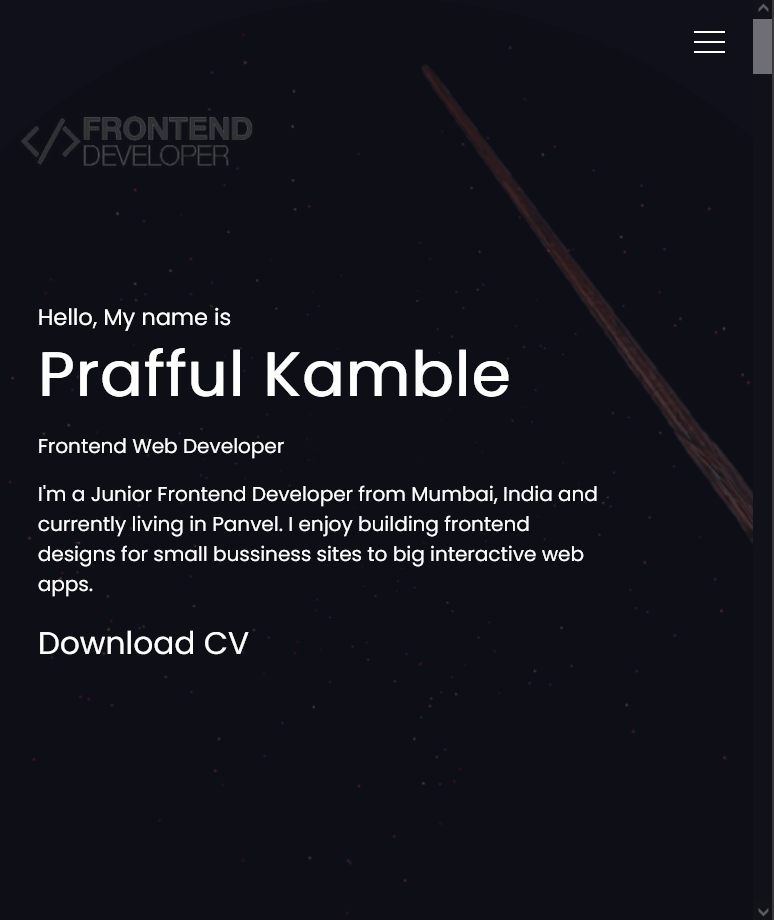 FRONTEND
DEVELOPER
Hello, My name is
Prafful Kamble
Frontend Web Developer
I'm a Junior Frontend Developer from Mumbai, India and
currently living in Panvel. I enjoy building frontend
designs for small bussiness sites to big interactive web
apps.
Download CV